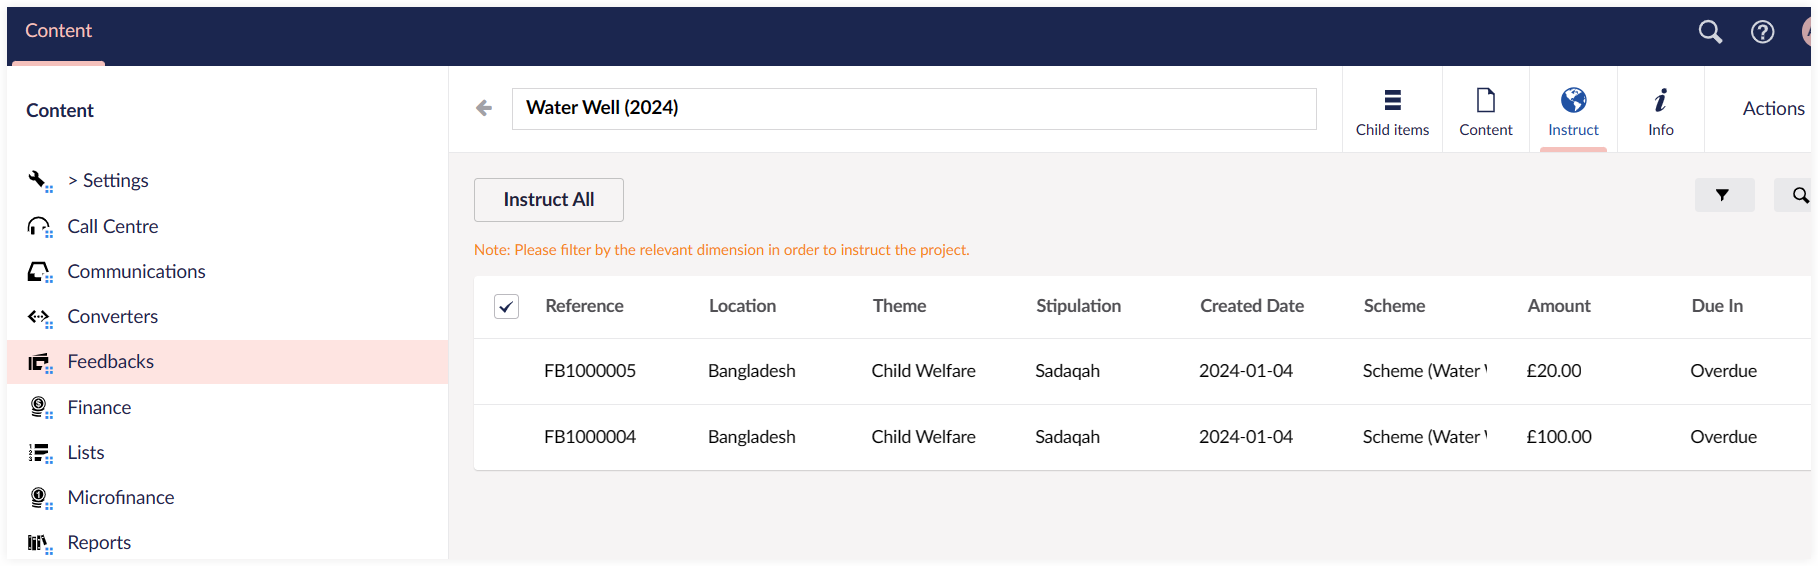 Content
Content
> Settings
Call Centre
Communications
Converters
Feedbacks
Finance
Lists
Microfinance
Reports
Water Well (2024)
Child items
Content
Instruct
Info
Actions
Instruct All
Note: Please filter by the relevant dimension in order to instruct the project.
Reference Location Theme Stipulation Created Date Scheme Amount Due In
FB1000005 Bangladesh Child Welfare Sadaqah 2024-01-04 Scheme (Water £20.00 Overdue
FB1000004 Bangladesh Child Welfare Sadaqah 2024-01-04 Scheme (Water £100.00 Overdue